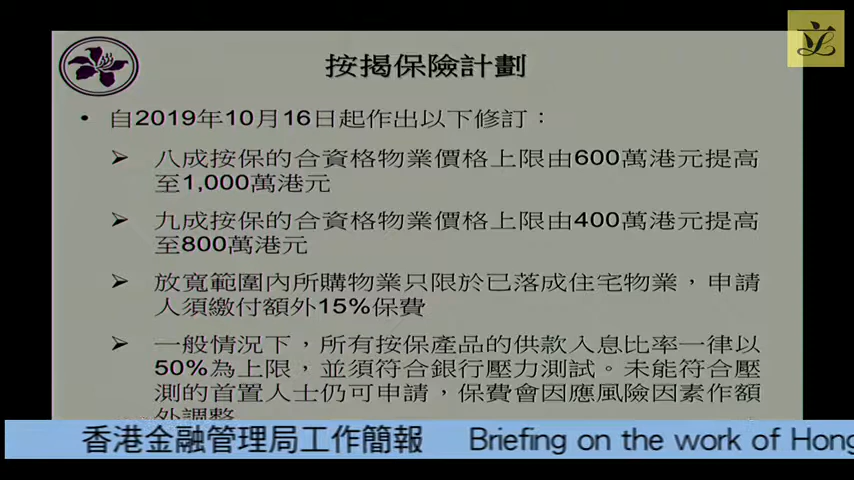 按揭保險計劃
• 自2019年10月16日起作出以下修訂：
➢ 八成按保的合資格物業價格上限由600萬港元提高
至1,000萬港元
➢ 九成按保的合資格物業價格上限由400萬港元提高
至800萬港元
➢ 放寬範圍內所購物業只限於已落成住宅物業，申請
人須繳付額外15%保費
➢ 一般情況下，所有按保產品的供款入息比率一律以
50%為上限，並須符合銀行壓力測試。未能符合壓
測的首置人士仍可申請，保費會因應風險因素作額
外調整
香港金融管理局工作簡報 Briefing on the work of Hong